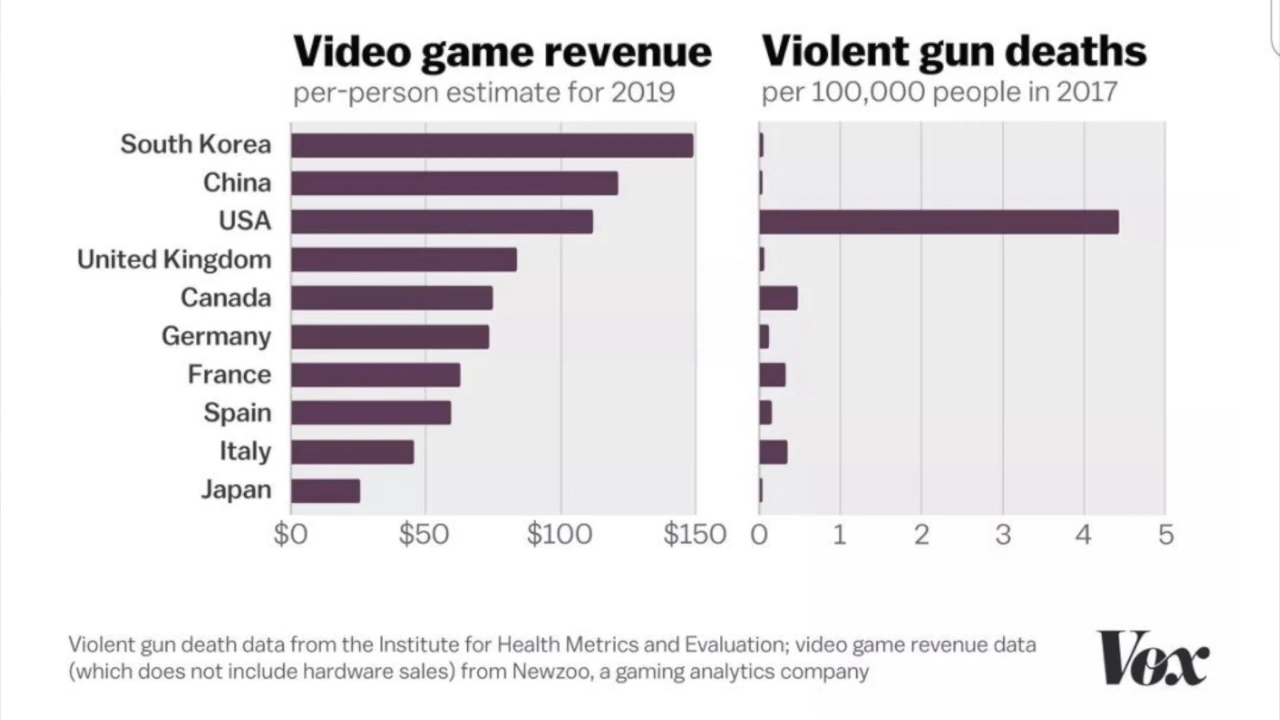 Video game revenue
per-person estimate for 2019
Violent gun deaths
per 100,000 people in 2017
South Korea
China
USA
United Kingdom
Canada
Germany
France
Spain
Italy
Japan
$0 $50 $100 $150
0 1 2 3 4 5
Violent gun death data from the Institute for Health Metrics and Evaluation; video game revenue data
(which does not include hardware sales) from Newzoo, a gaming analytics company
Vox